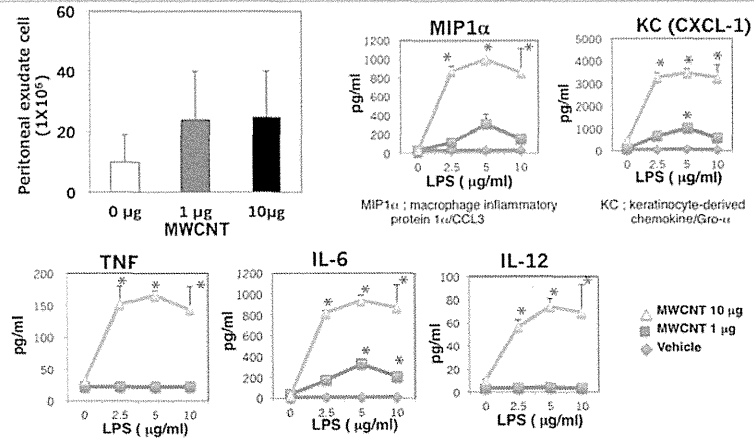 Peritoneal exudate cell
(1X10⁶)
60
40
20
0
0 μg
1 μg
10μg
MWCNT
MIP1α
pg/ml
1200
1000
800
600
400
200
0
*
*
*
0
2.5
5
10
LPS (μg/ml)
MIP1α ; macrophage inflammatory
protein 1α/CCL3
KC (CXCL-1)
pg/ml
5000
4000
3000
2000
1000
0
*
*
*
*
0
2.5
5
10
LPS (μg/ml)
KC ; keratinocyte-derived
chemokine/Gro-α
TNF
pg/ml
200
150
100
50
0
*
*
*
0
2.5
5
10
LPS ( μg/ml)
IL-6
pg/ml
1200
1000
800
600
400
200
0
*
*
*
*
*
0
2.5
5
10
LPS ( μg/ml)
IL-12
pg/ml
100
80
60
40
20
0
*
*
*
0
2.5
5
10
LPS ( μg/ml)
MWCNT 10 μg
MWCNT 1 μg
Vehicle